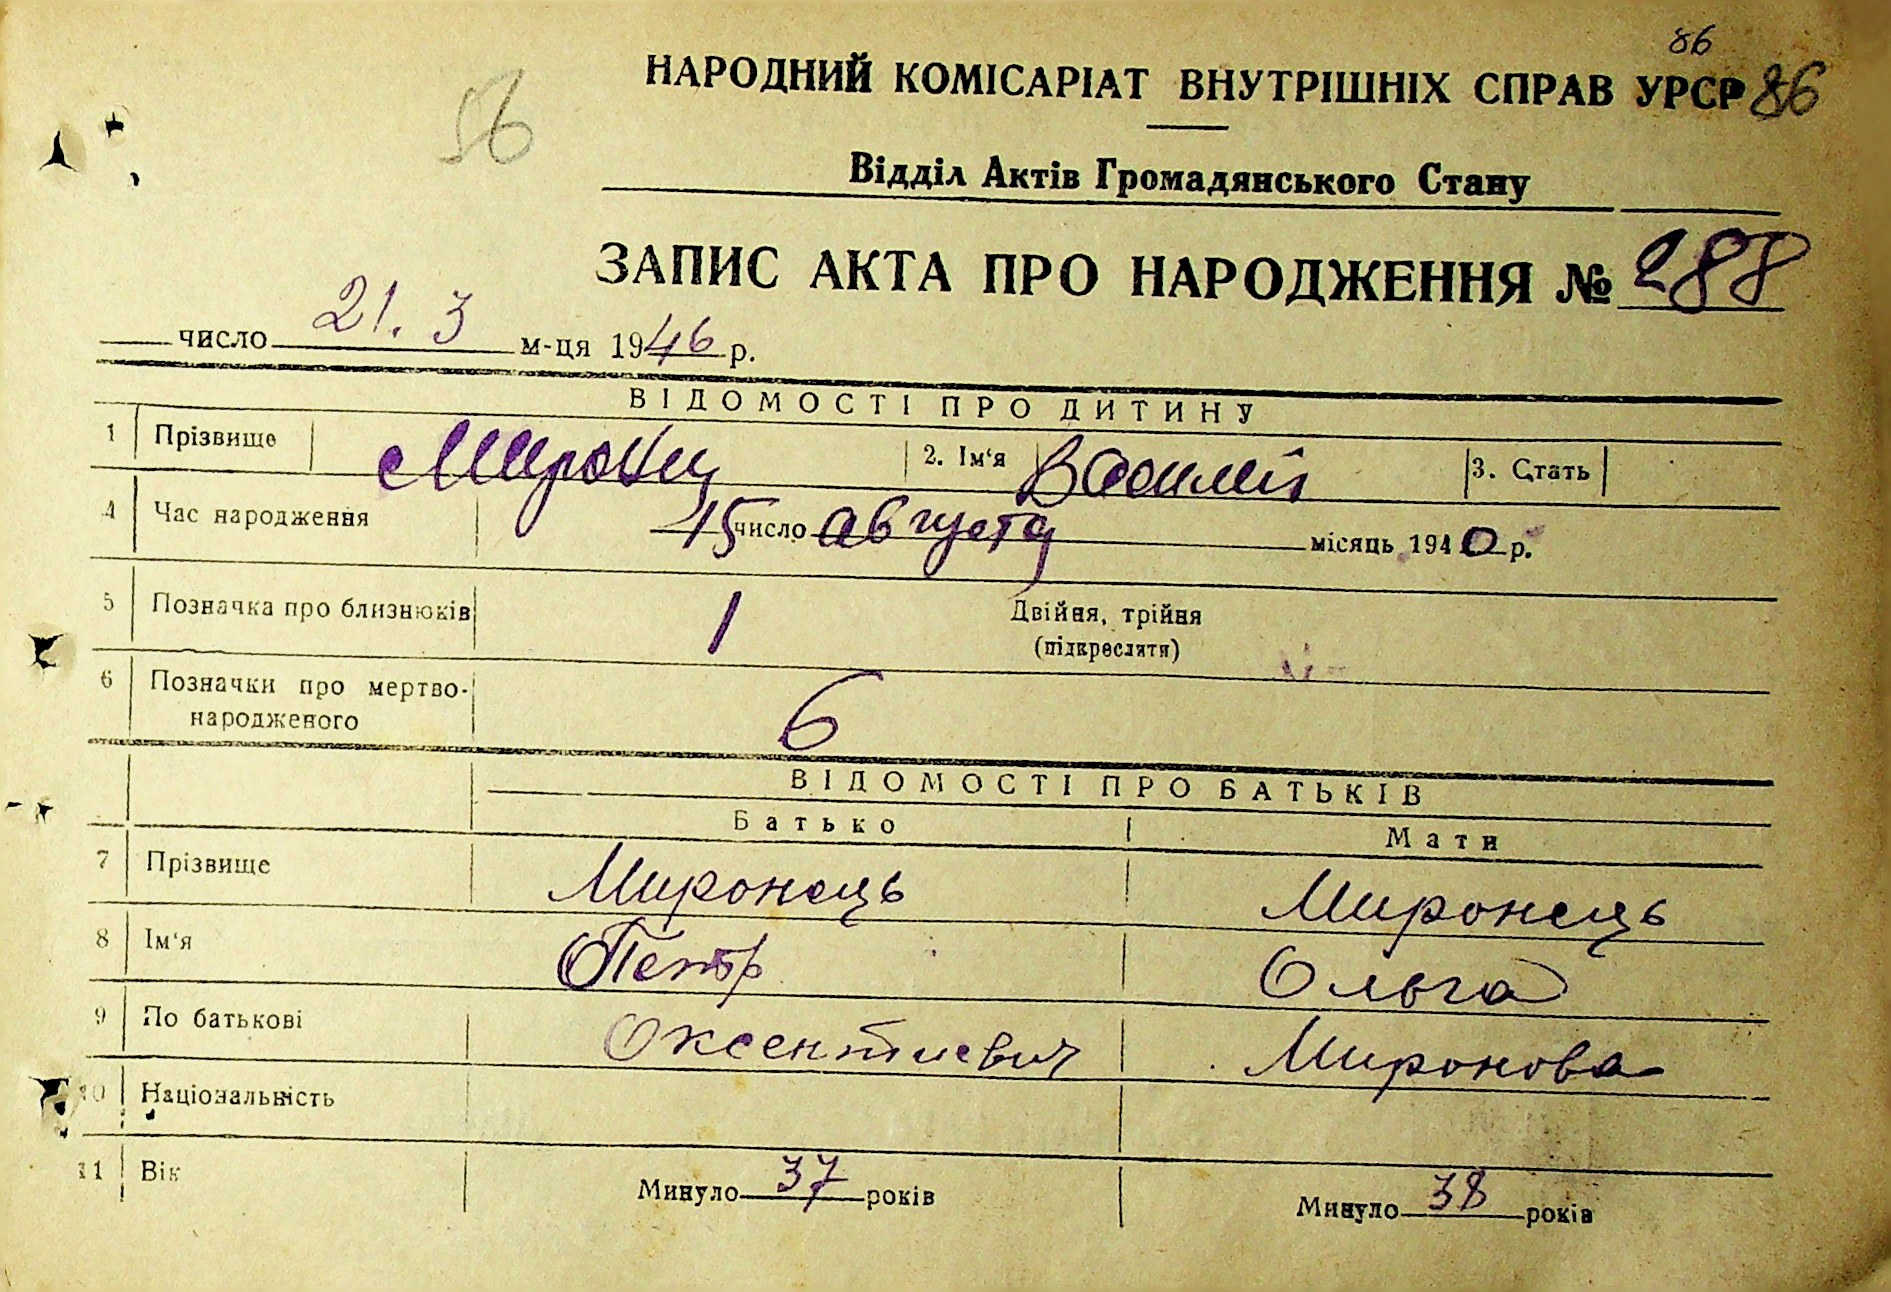 86
НАРОДНИЙ КОМІСАРІАТ ВНУТРІШНІХ СПРАВ УРСР 86
56
Відділ Актів Громадянського Стану
ЗАПИС АКТА ПРО НАРОДЖЕННЯ № 288
число 21. 3 м-ця 1946 р.
ВІДОМОСТІ ПРО ДИТИНУ
1 Прізвище 2. Ім'я Василий 3. Стать
4 Час народження 15 число августа місяць 1940 р.
5 Позначка про близнюків 1 Двійня, трійня
(підкреслити)
6 Позначки про мертво-
народженого 6
ВІДОМОСТІ ПРО БАТЬКІВ
Батько Мати
7 Прізвище Миронець Миронець
8 Ім'я Петр Ольга
9 По батькові Оксентиевич Миронова
10 Національність
11 Вік Минуло 37 років Минуло 38 років